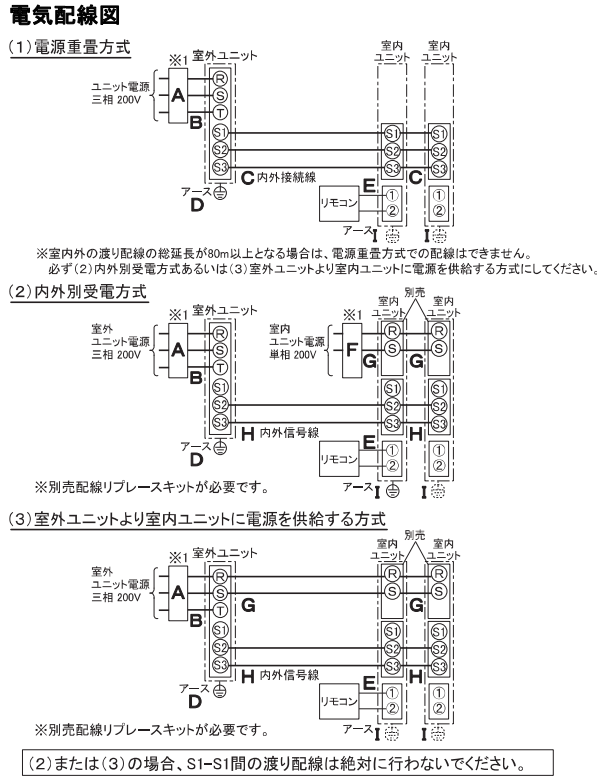 電気配線図
(1)電源重畳方式
※1 室外ユニット
室内 室内
ユニット ユニット
ユニット電源
三相 200V
A
B
R
S
T
S1 S1 S1
S2 S2 S2
S3 S3 S3
C 内外接続線 C
アース
D
E
リモコン
① ①
② ②
アース I I
※室内外の渡り配線の総延長が80m以上となる場合は、電源重畳方式での配線はできません。
必ず(2)内外別受電方式あるいは(3)室外ユニットより室内ユニットに電源を供給する方式にしてください。
(2)内外別受電方式
※1 室外ユニット
※1 室内 別売 室内
ユニット ユニット
室外
ユニット電源
三相 200V
A
B
R
S
T
S1
S2
S3
室内
ユニット電源
単相 200V
F
G G
R R
S S
S1 S1
S2 S2
S3 S3
H 内外信号線 H
アース
D
E
リモコン
① ①
② ②
アース I I
※別売配線リプレースキットが必要です。
(3)室外ユニットより室内ユニットに電源を供給する方式
※1 室外ユニット
室内 別売 室内
ユニット ユニット
室外
ユニット電源
三相 200V
A
B
R R R
S S S
T
G G
S1 S1 S1
S2 S2 S2
S3 S3 S3
H 内外信号線 H
アース
D
E
リモコン
① ①
② ②
アース I I
※別売配線リプレースキットが必要です。
(2)または(3)の場合、S1-S1間の渡り配線は絶対に行わないでください。